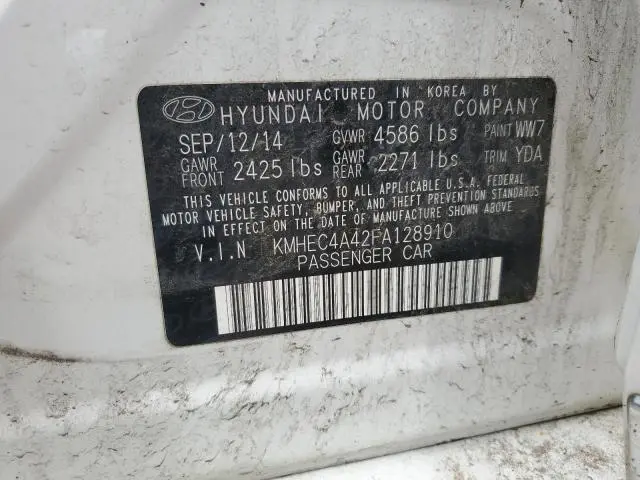 MANUFACTURED IN KOREA BY
HYUNDAI MOTOR COMPANY
SEP/12/14 GVWR 4586 lbs PAINT WW7
GAWR FRONT 2425 lbs GAWR REAR 2271 lbs TRIM YDA
THIS VEHICLE CONFORMS TO ALL APPLICABLE U.S.A. FEDERAL
MOTOR VEHICLE SAFETY, BUMPER, AND THEFT PREVENTION STANDARDS
IN EFFECT ON THE DATE OF MANUFACTURE SHOWN ABOVE.
V.I.N KMHEC4A42FA128910
PASSENGER CAR